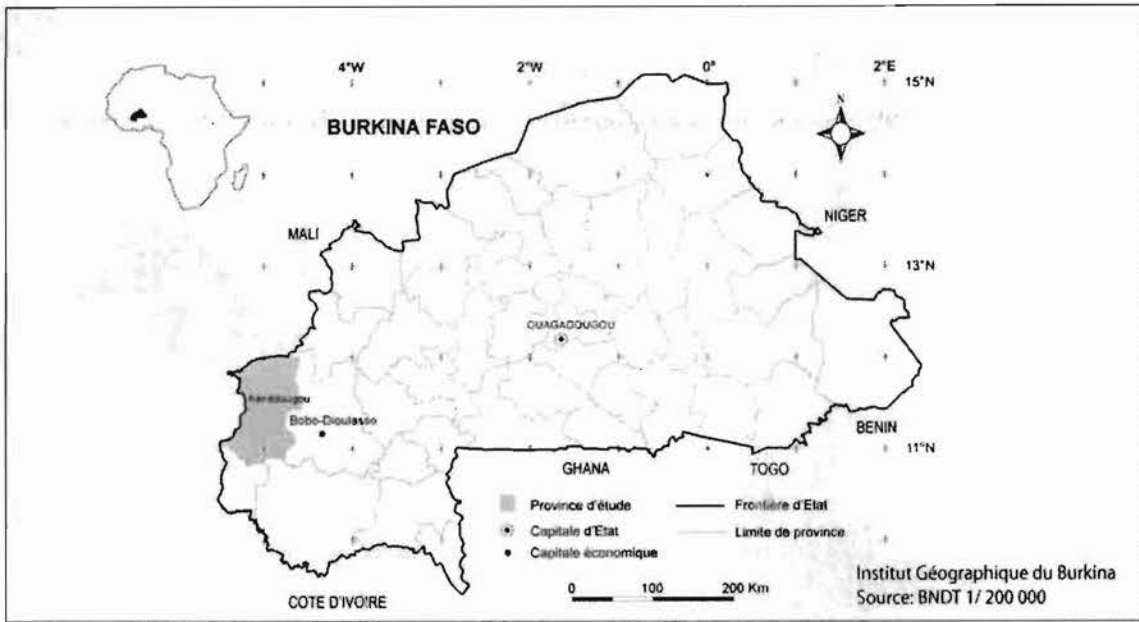 4°W 2°W 0° 2°E
15°N
N
BURKINA FASO
NIGER
MALI
13°N
OUAGADOUGOU
Kénédougou
Bobo-Dioulasso
BENIN
11°N
GHANA TOGO
Province d'étude
Frontière d'Etat
Capitale d'Etat
Limite de province
Capitale économique
0 100 200 Km
COTE D'IVOIRE
Institut Géographique du Burkina
Source: BNDT 1/ 200 000